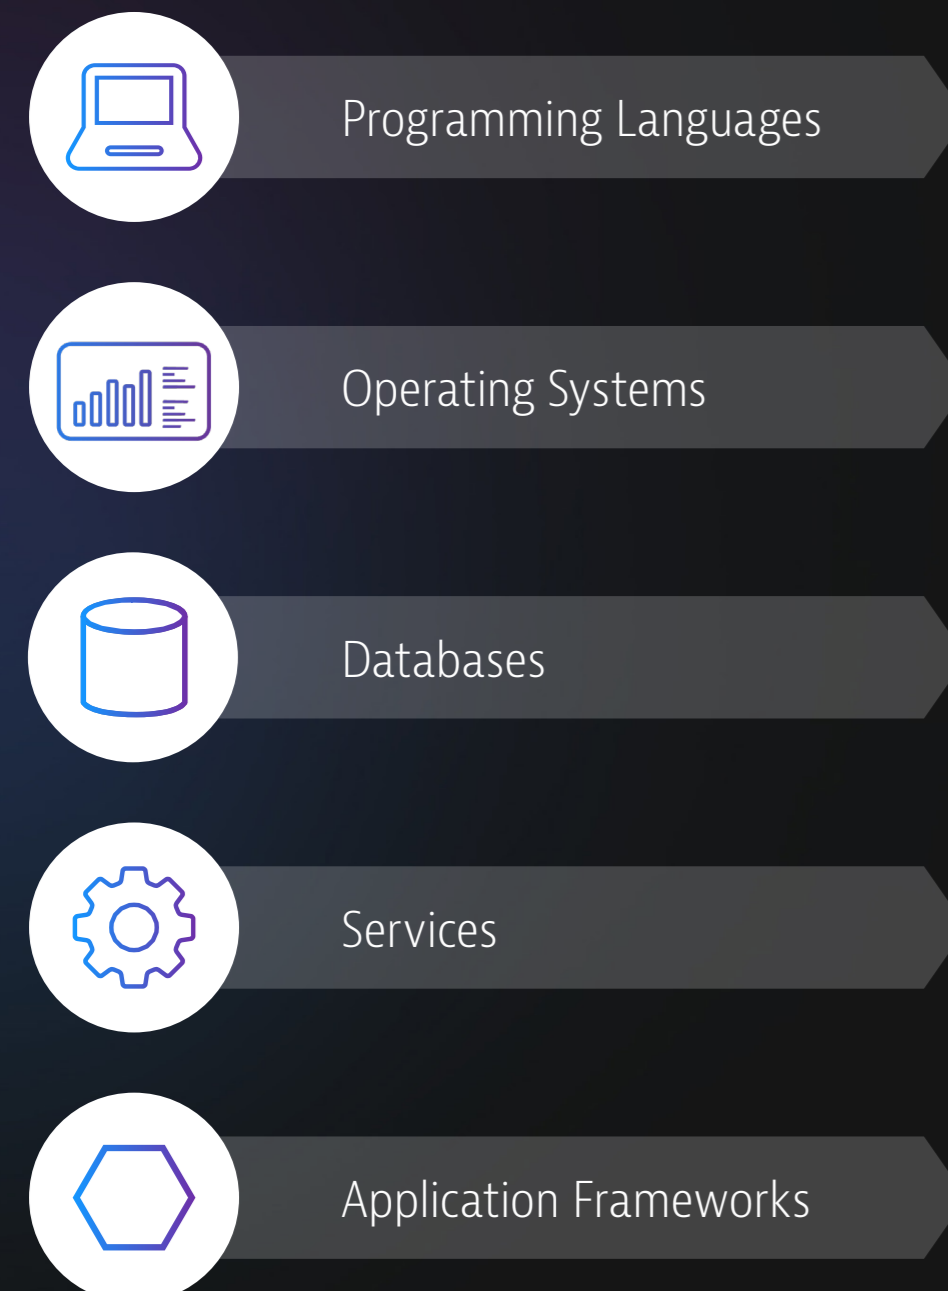 Programming Languages
Operating Systems
Databases
Services
Application Frameworks